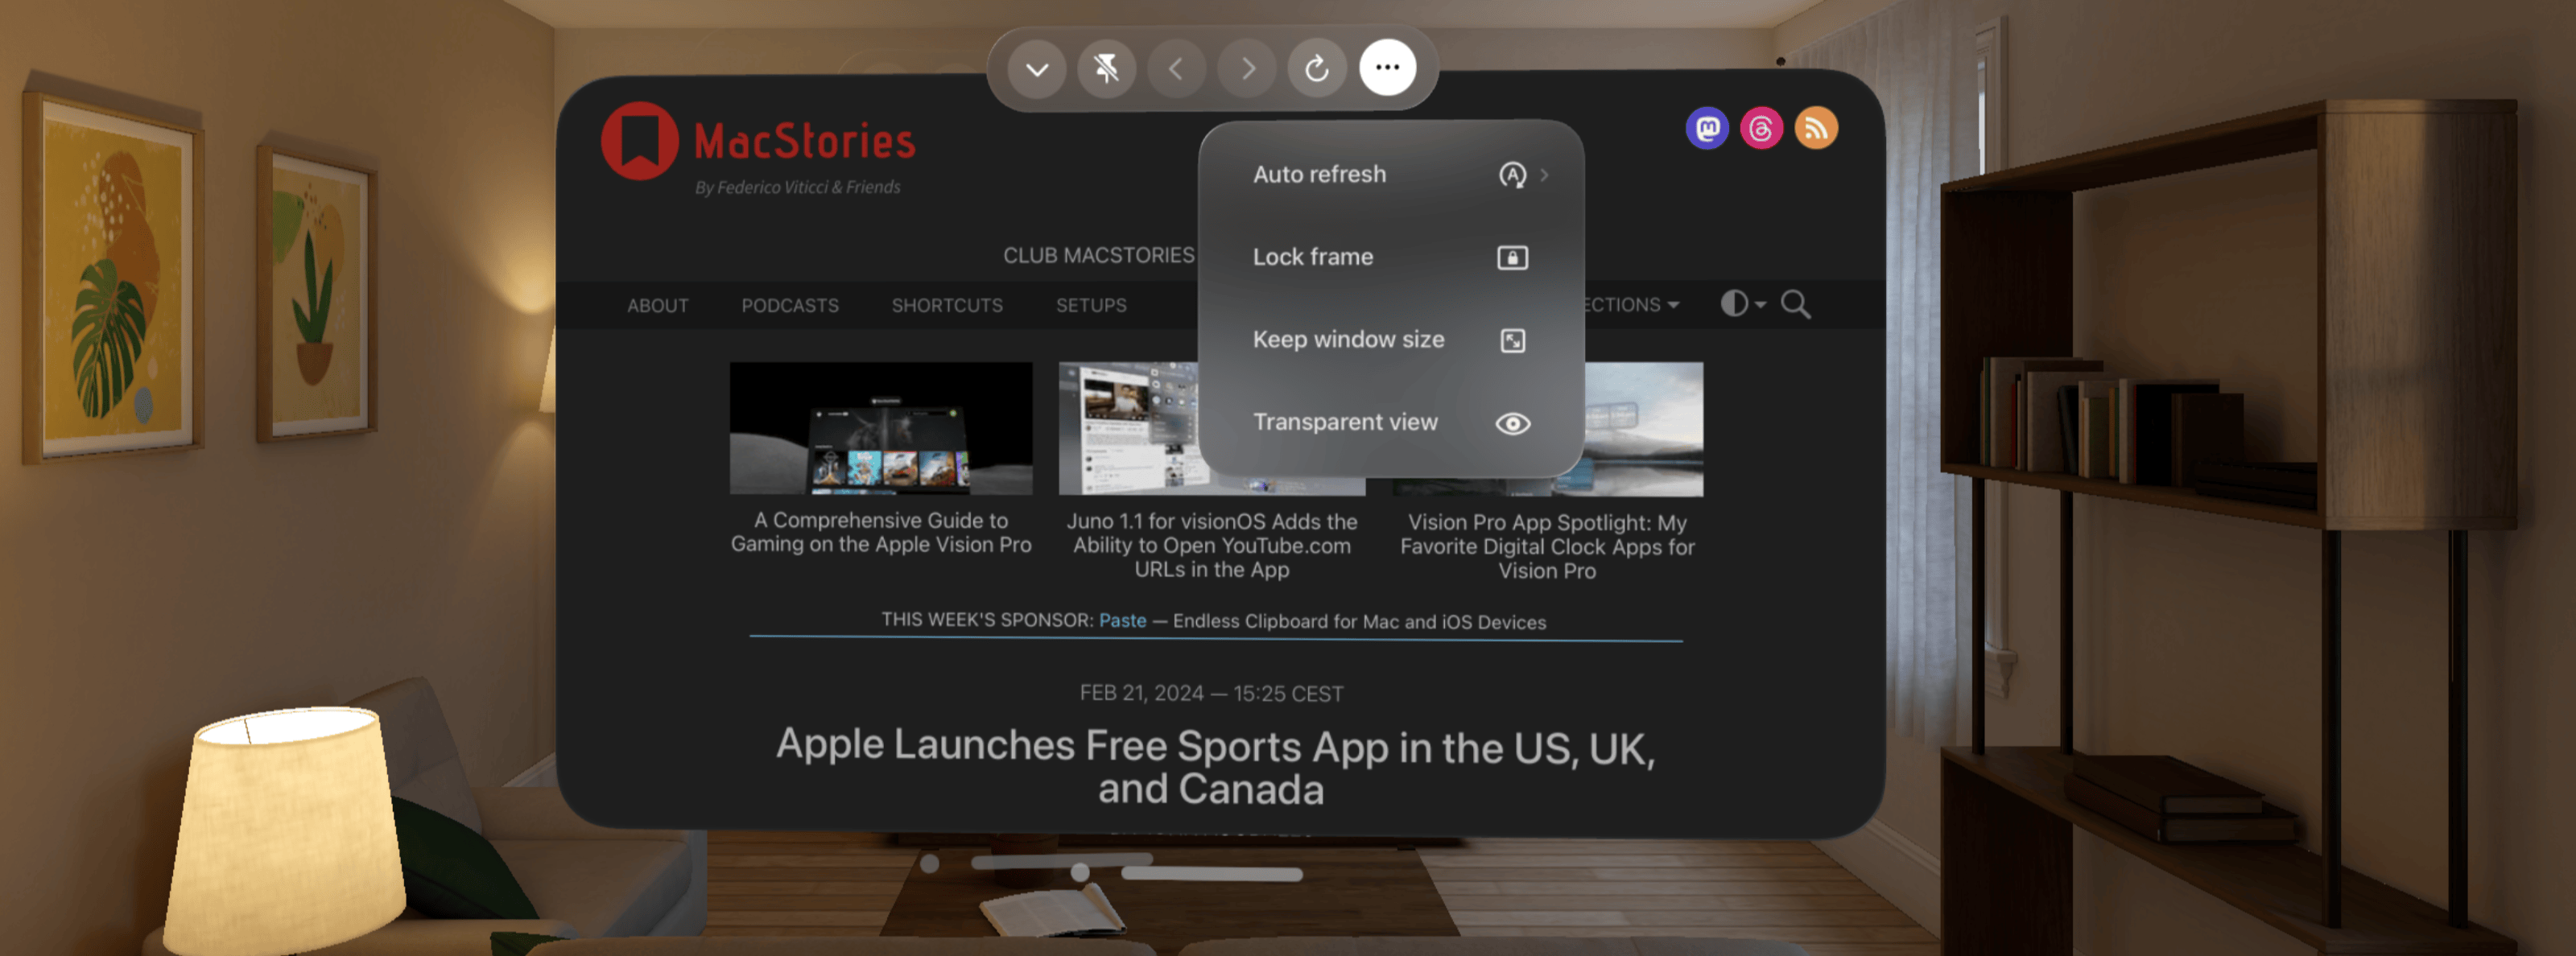 MacStories
By Federico Viticci & Friends
Auto refresh
Lock frame
Keep window size
Transparent view
CLUB MACSTORIES
ABOUT
PODCASTS
SHORTCUTS
SETUPS
ECTIONS
A Comprehensive Guide to
Gaming on the Apple Vision Pro
Juno 1.1 for visionOS Adds the
Ability to Open YouTube.com
URLs in the App
Vision Pro App Spotlight: My
Favorite Digital Clock Apps for
Vision Pro
THIS WEEK'S SPONSOR: Paste — Endless Clipboard for Mac and iOS Devices
FEB 21, 2024 — 15:25 CEST
Apple Launches Free Sports App in the US, UK,
and Canada